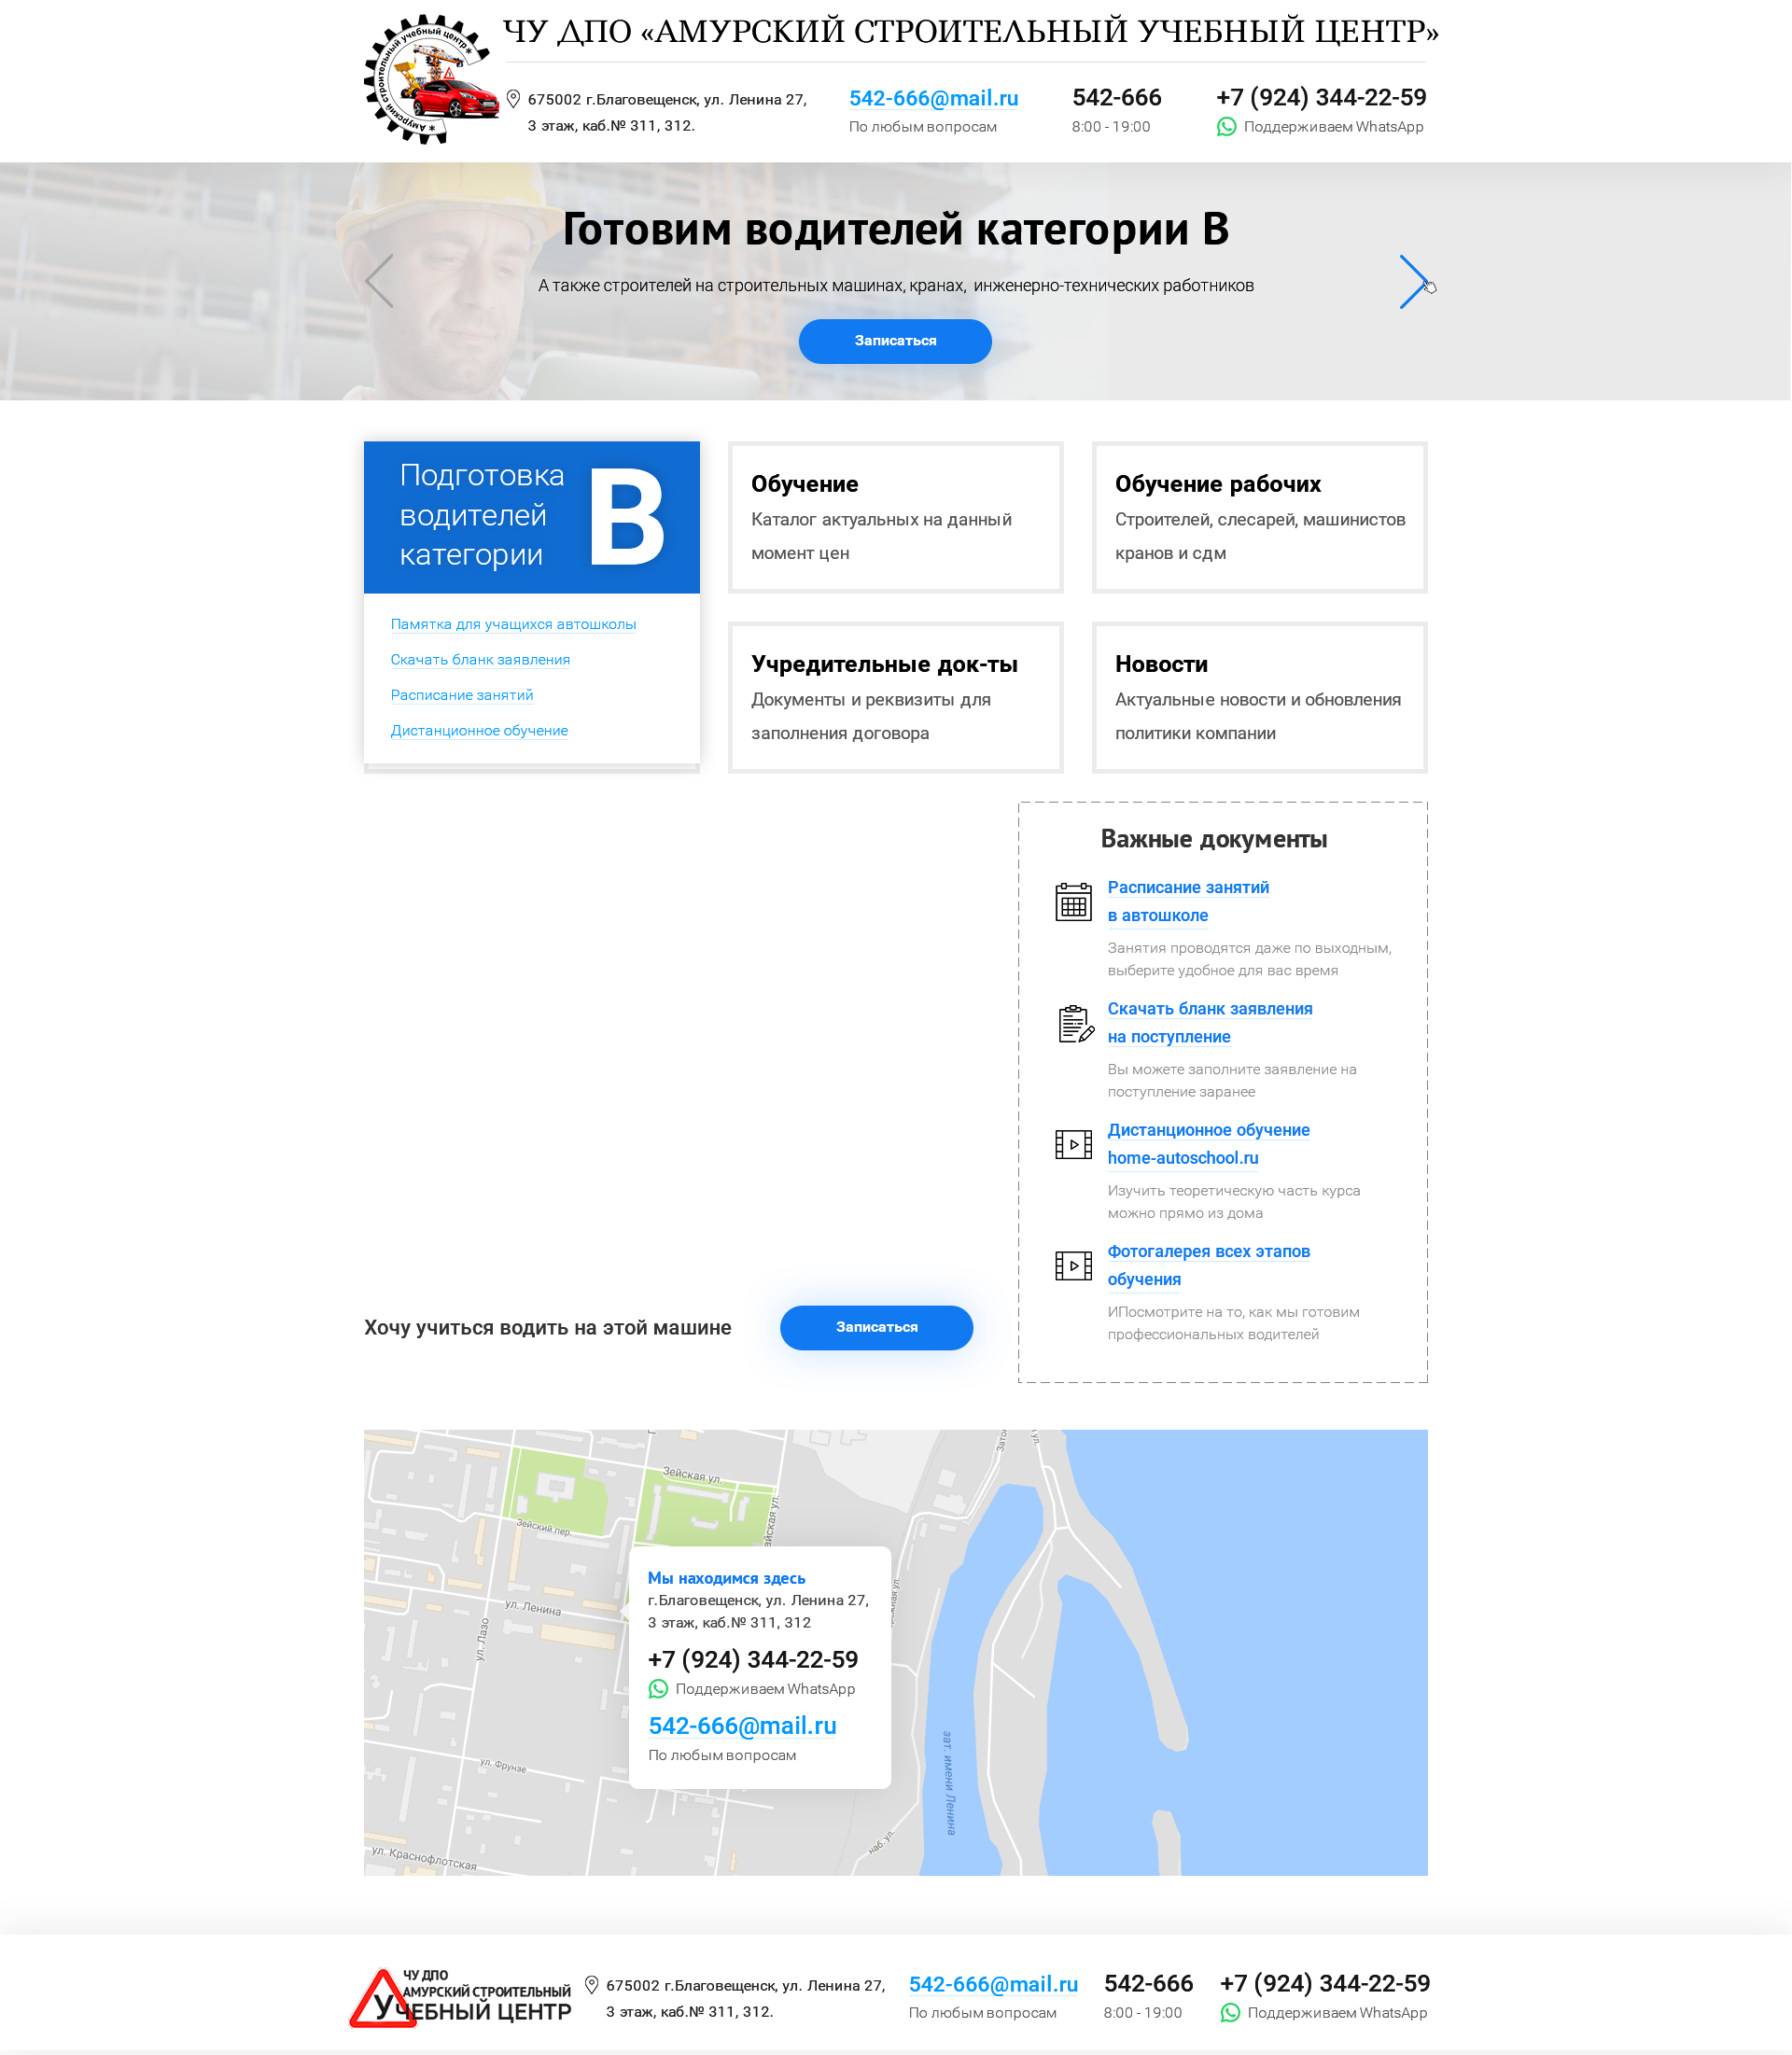 ЧУ ДПО «АМУРСКИЙ СТРОИТЕЛЬНЫЙ УЧЕБНЫЙ ЦЕНТР»
* Амурский строительный учебный центр *
675002 г.Благовещенск, ул. Ленина 27,
3 этаж, каб.№ 311, 312.
542-666@mail.ru
По любым вопросам
542-666
8:00 - 19:00
+7 (924) 344-22-59
Поддерживаем WhatsApp
Готовим водителей категории В
А также строителей на строительных машинах, кранах, инженерно-технических работников
Записаться
Подготовка
водителей
категории
В
Памятка для учащихся автошколы
Скачать бланк заявления
Расписание занятий
Дистанционное обучение
Обучение
Каталог актуальных на данный
момент цен
Обучение рабочих
Строителей, слесарей, машинистов
кранов и сдм
Учредительные док-ты
Документы и реквизиты для
заполнения договора
Новости
Актуальные новости и обновления
политики компании
Важные документы
Расписание занятий
в автошколе
Занятия проводятся даже по выходным,
выберите удобное для вас время
Скачать бланк заявления
на поступление
Вы можете заполните заявление на
поступление заранее
Дистанционное обучение
home-autoschool.ru
Изучить теоретическую часть курса
можно прямо из дома
Фотогалерея всех этапов
обучения
ИПосмотрите на то, как мы готовим
профессиональных водителей
Хочу учиться водить на этой машине
Записаться
Зейская ул.
Зейский пер.
ул. Ленина
ул. Лазо
ул. Фрунзе
ул. Краснофлотская
наб. ул.
зат. имени Ленина
Мы находимся здесь
г.Благовещенск, ул. Ленина 27,
3 этаж, каб.№ 311, 312
+7 (924) 344-22-59
Поддерживаем WhatsApp
542-666@mail.ru
По любым вопросам
ЧУ ДПО
АМУРСКИЙ СТРОИТЕЛЬНЫЙ
УЧЕБНЫЙ ЦЕНТР
675002 г.Благовещенск, ул. Ленина 27,
3 этаж, каб.№ 311, 312.
542-666@mail.ru
По любым вопросам
542-666
8:00 - 19:00
+7 (924) 344-22-59
Поддерживаем WhatsApp